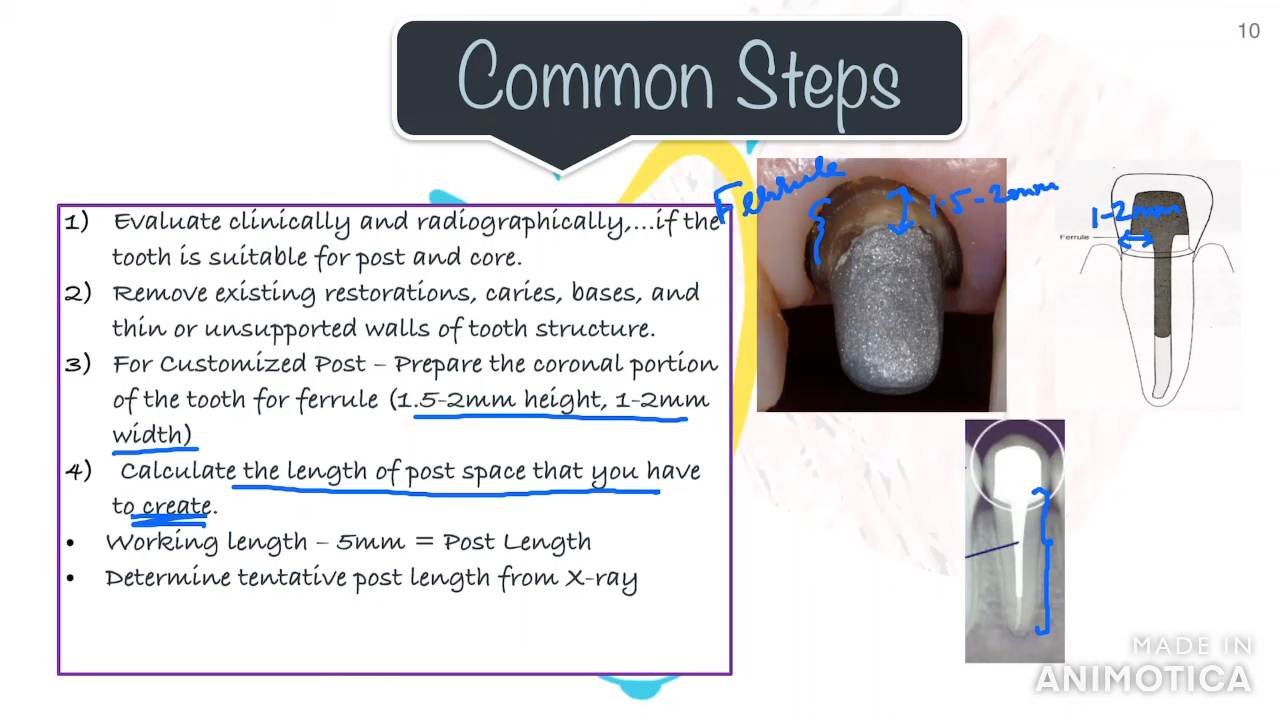 10
Common Steps
1) Evaluate clinically and radiographically,....if the
tooth is suitable for post and core.
2) Remove existing restorations, caries, bases, and
thin or unsupported walls of tooth structure.
3) For Customized Post – Prepare the coronal portion
of the tooth for ferrule (1.5-2mm height, 1-2mm
width)
4) Calculate the length of post space that you have
to create.
• Working length – 5mm = Post Length
• Determine tentative post length from X-ray
Ferrule
1.5-2mm
1-2mm
Ferrule
MADE IN
ANIMOTICA